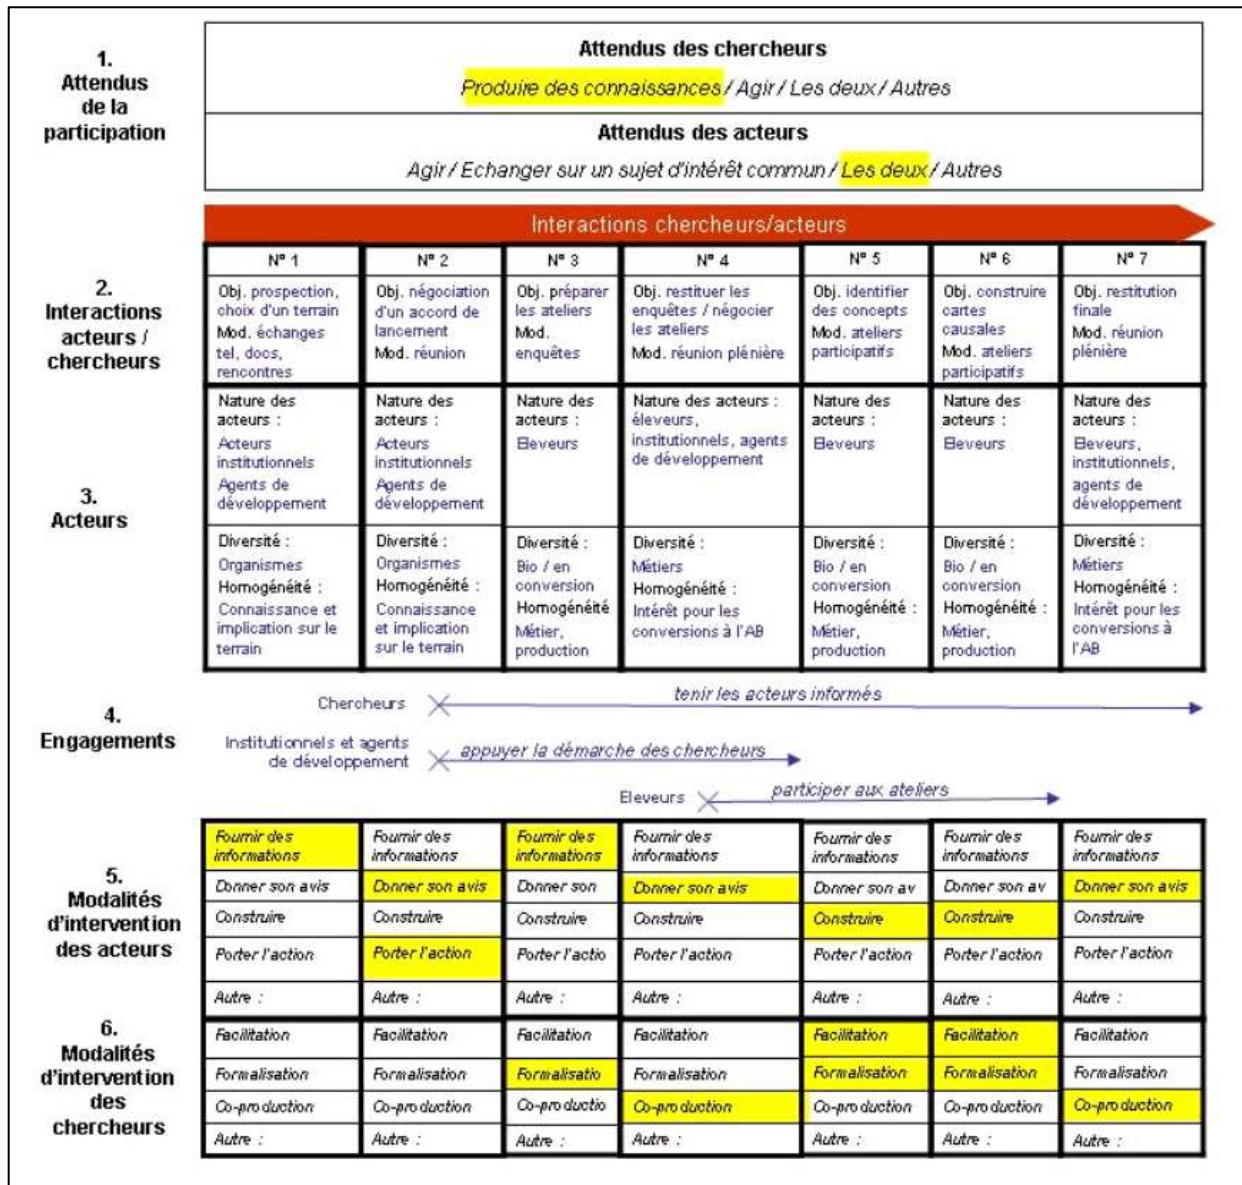 1.
Attendus
de la
participation
Attendus des chercheurs
Produire des connaissances / Agir / Les deux / Autres
Attendus des acteurs
Agir / Echanger sur un sujet d'intérêt commun / Les deux / Autres
Interactions chercheurs/acteurs
2.
Interactions
acteurs /
chercheurs
N° 1
Obj. prospection,
choix d'un terrain
Mod. échanges
tel, docs,
rencontres
N° 2
Obj. négociation
d'un accord de
lancement
Mod. réunion
N° 3
Obj. préparer
les ateliers
Mod.
enquêtes
N° 4
Obj. restituer les
enquêtes / négocier
les ateliers
Mod. réunion plénière
N° 5
Obj. identifier
des concepts
Mod. ateliers
participatifs
N° 6
Obj. construire
cartes
causales
Mod. ateliers
participatifs
N° 7
Obj. restitution
finale
Mod. réunion
plénière
3.
Acteurs
Nature des
acteurs :
Acteurs
institutionnels
Agents de
développement
Nature des
acteurs :
Acteurs
institutionnels
Agents de
développement
Nature des
acteurs :
Eleveurs
Nature des acteurs :
éleveurs,
institutionnels, agents
de développement
Nature des
acteurs :
Eleveurs
Nature des
acteurs :
Eleveurs
Nature des
acteurs :
Eleveurs,
institutionnels,
agents de
développement
Diversité :
Organismes
Homogénéité :
Connaissance et
implication sur le
terrain
Diversité :
Organismes
Homogénéité :
Connaissance
et implication
sur le terrain
Diversité :
Bio / en
conversion
Homogénéité
Métier,
production
Diversité :
Métiers
Homogénéité :
Intérêt pour les
conversions à l'AB
Diversité :
Bio / en
conversion
Homogénéité :
Métier,
production
Diversité :
Bio / en
conversion
Homogénéité :
Métier,
production
Diversité :
Métiers
Homogénéité :
Intérêt pour les
conversions à
l'AB
4.
Engagements
Chercheurs
tenir les acteurs informés
Institutionnels et agents
de développement
appuyer la démarche des chercheurs
Eleveurs
participer aux ateliers
5.
Modalités
d'intervention
des acteurs
Fournir des
informations
Donner son avis
Construire
Porter l'action
Autre :
Fournir des
informations
Donner son avis
Construire
Porter l'action
Autre :
Fournir des
informations
Donner son
Construire
Porter l'actio
Autre :
Fournir des
informations
Donner son avis
Construire
Porter l'action
Autre :
Fournir des
informations
Donner son av
Construire
Porter l'action
Autre :
Fournir des
informations
Donner son av
Construire
Porter l'action
Autre :
Fournir des
informations
Donner son avis
Construire
Porter l'action
Autre :
6.
Modalités
d'intervention
des
chercheurs
Facilitation
Formalisation
Co-production
Autre :
Facilitation
Formalisation
Co-production
Autre :
Facilitation
Formalisatio
Co-productio
Autre :
Facilitation
Formalisation
Co-production
Autre :
Facilitation
Formalisation
Co-production
Autre :
Facilitation
Formalisation
Co-production
Autre :
Facilitation
Formalisation
Co-production
Autre :